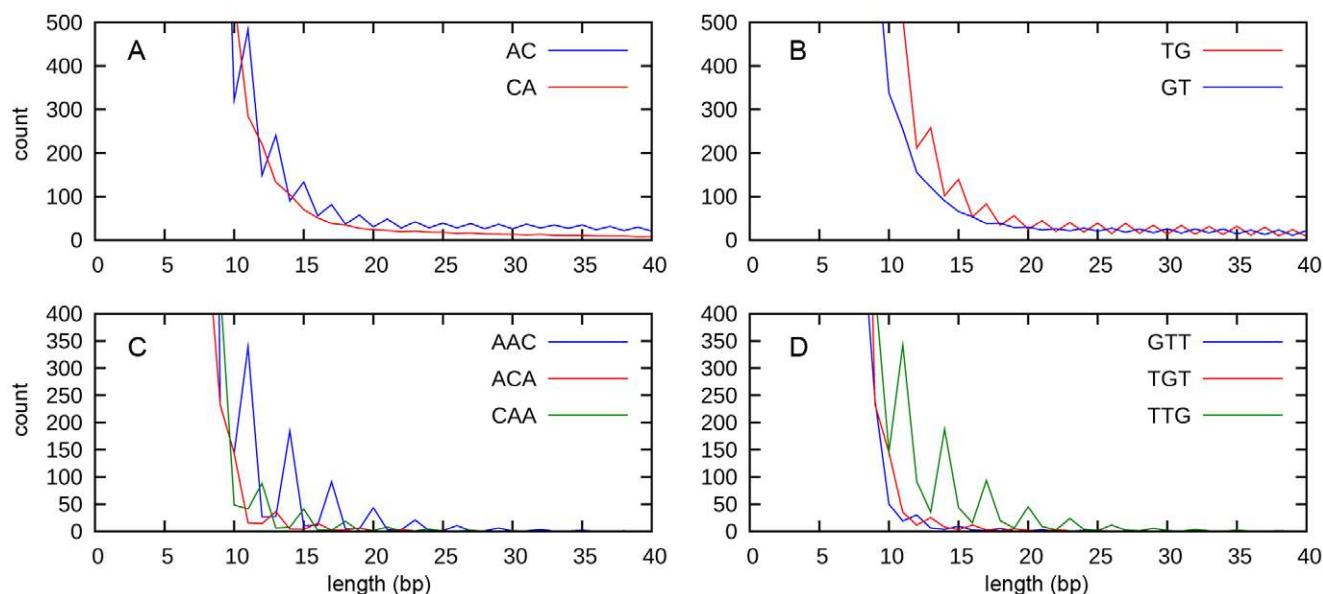 500 A AC
400 CA
count 300
200
100
0
0 5 10 15 20 25 30 35 40
500 B TG
400 GT
300
200
100
0
0 5 10 15 20 25 30 35 40
400
350 C AAC
300 ACA
250 CAA
count 200
150
100
50
0
0 5 10 15 20 25 30 35 40
length (bp)
400
350 D GTT
300 TGT
250 TTG
200
150
100
50
0
0 5 10 15 20 25 30 35 40
length (bp)